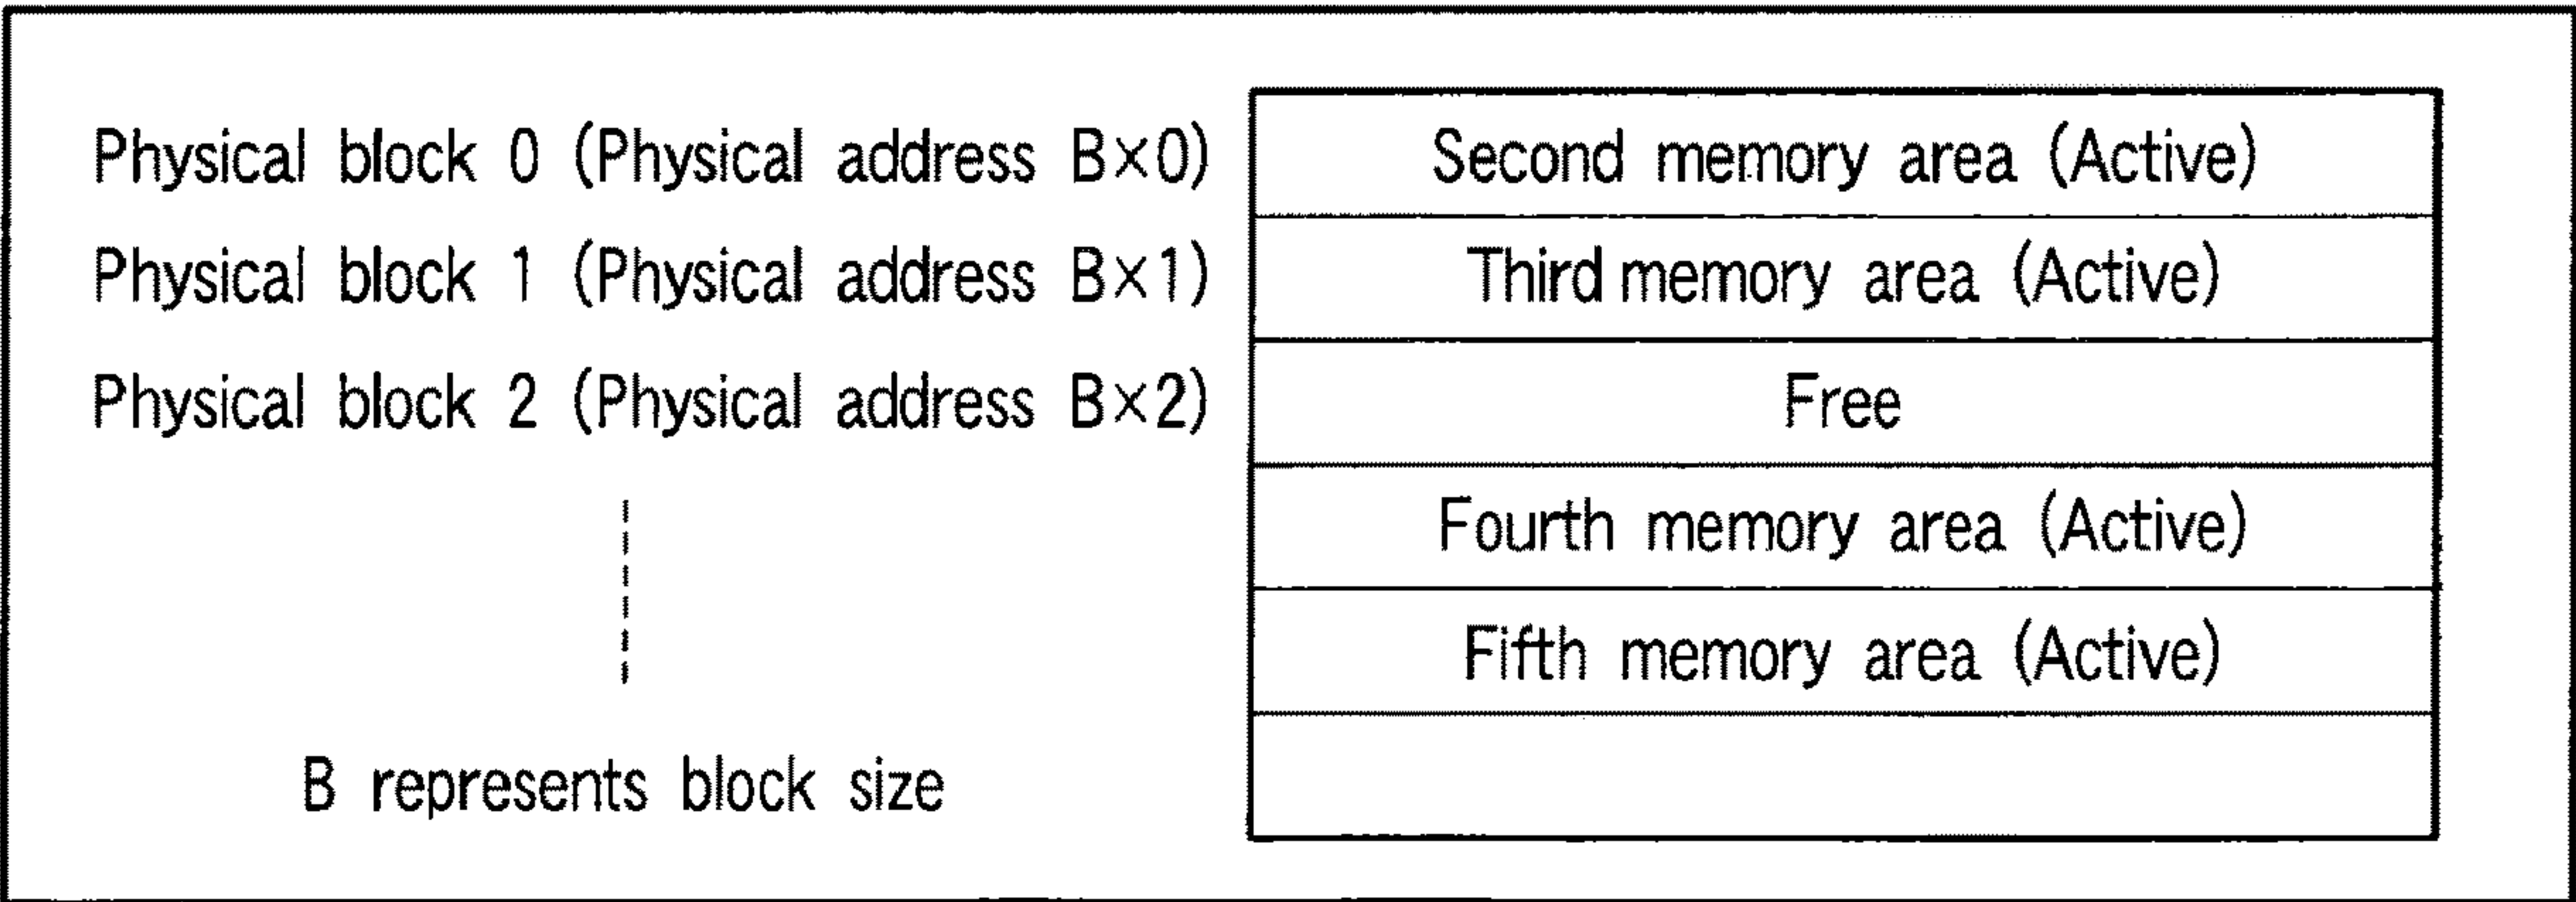 Physical block 0 (Physical address B×0) Second memory area (Active)
Physical block 1 (Physical address B×1) Third memory area (Active)
Physical block 2 (Physical address B×2) Free
Fourth memory area (Active)
Fifth memory area (Active)
B represents block size